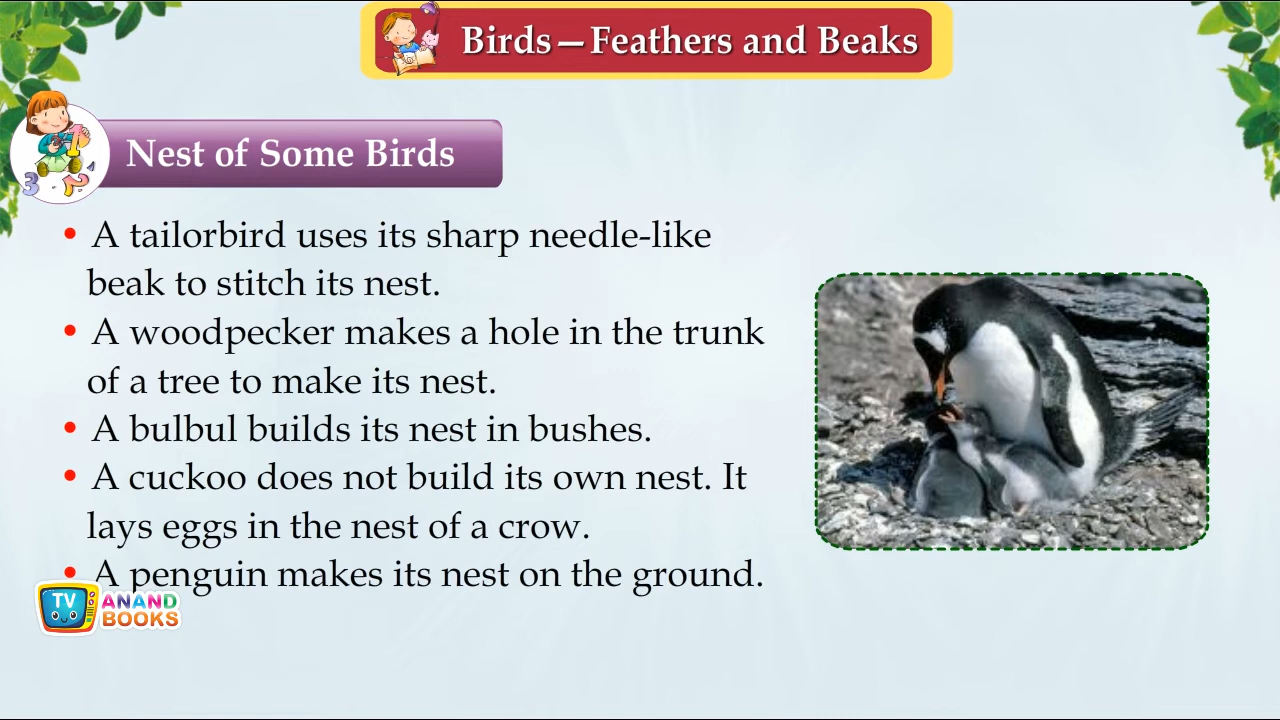 Birds—Feathers and Beaks
Nest of Some Birds
• A tailorbird uses its sharp needle-like
beak to stitch its nest.
• A woodpecker makes a hole in the trunk
of a tree to make its nest.
• A bulbul builds its nest in bushes.
• A cuckoo does not build its own nest. It
lays eggs in the nest of a crow.
• A penguin makes its nest on the ground.
TV ANAND
BOOKS
1
3 2